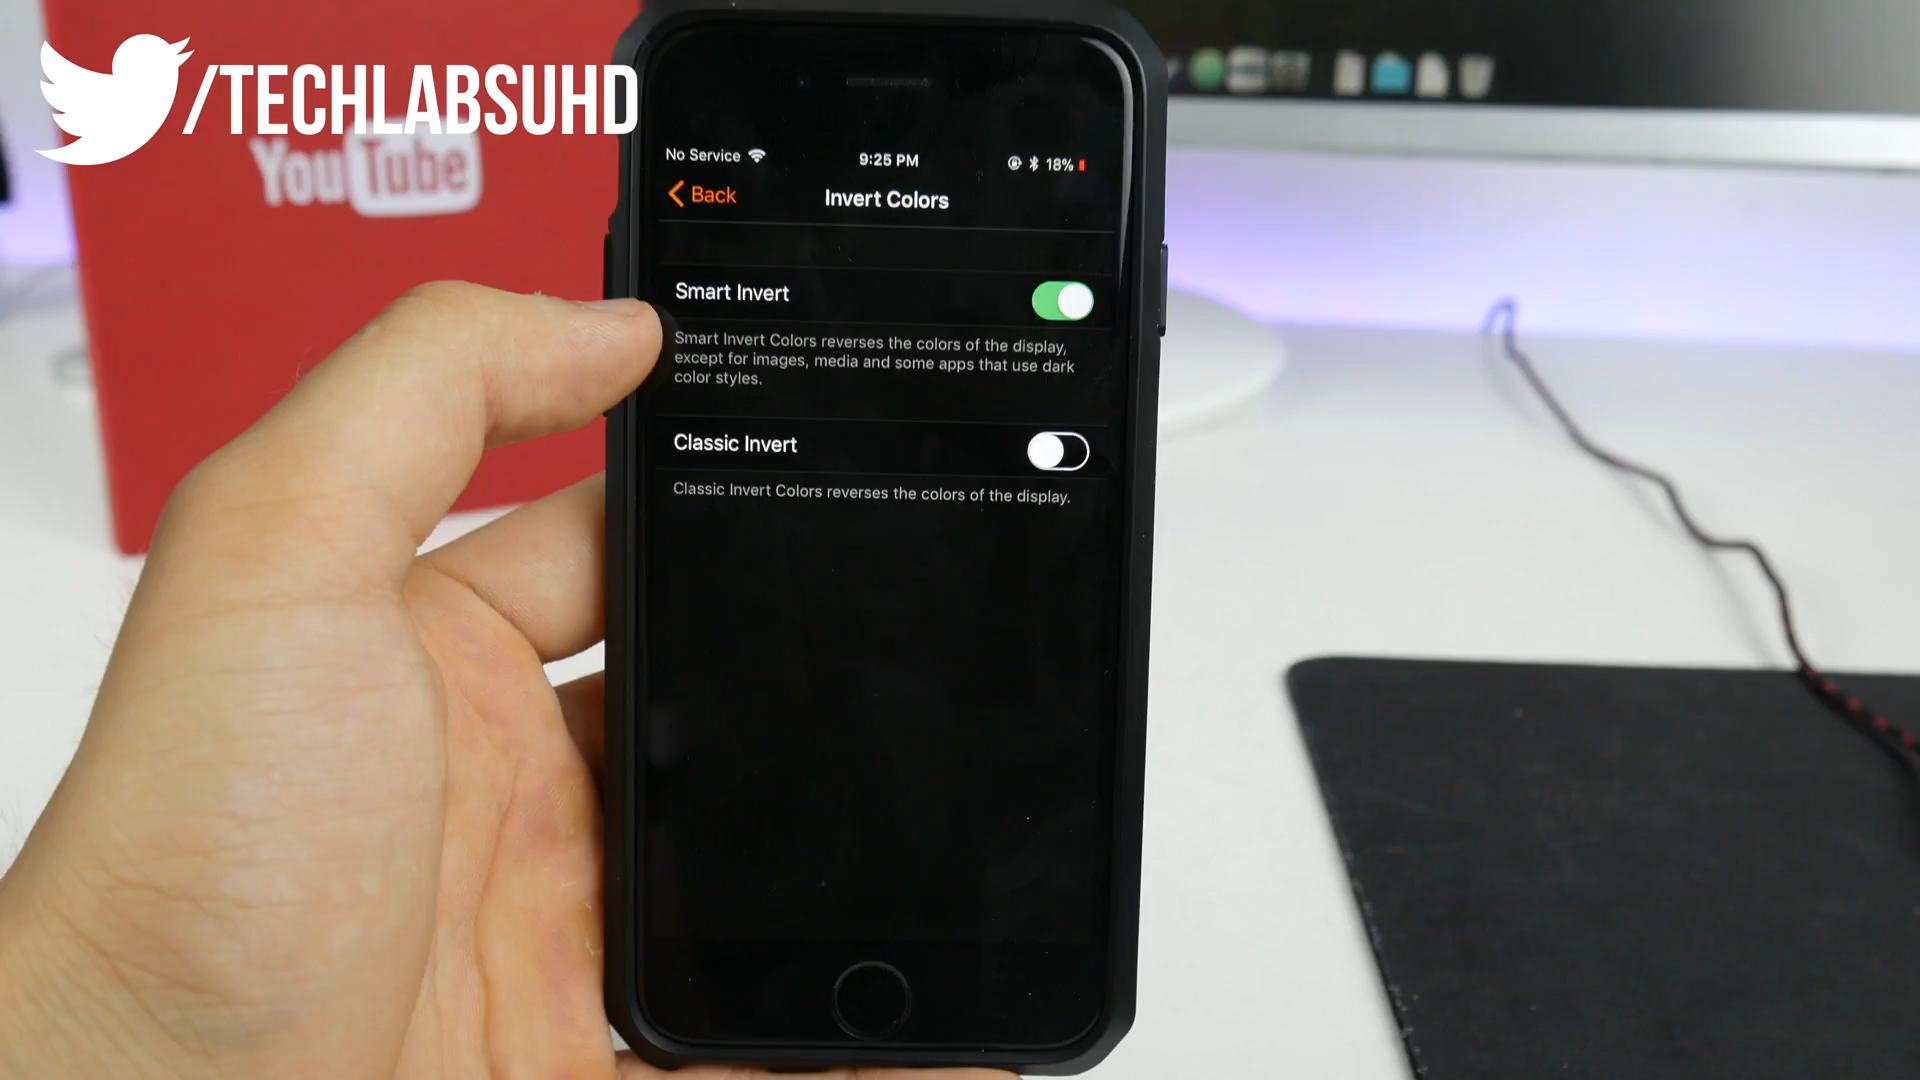 /TECHLABSUHD
YouTube
No Service 9:25 PM 18%
Back Invert Colors
Smart Invert
Smart Invert Colors reverses the colors of the display,
except for images, media and some apps that use dark
color styles.
Classic Invert
Classic Invert Colors reverses the colors of the display.